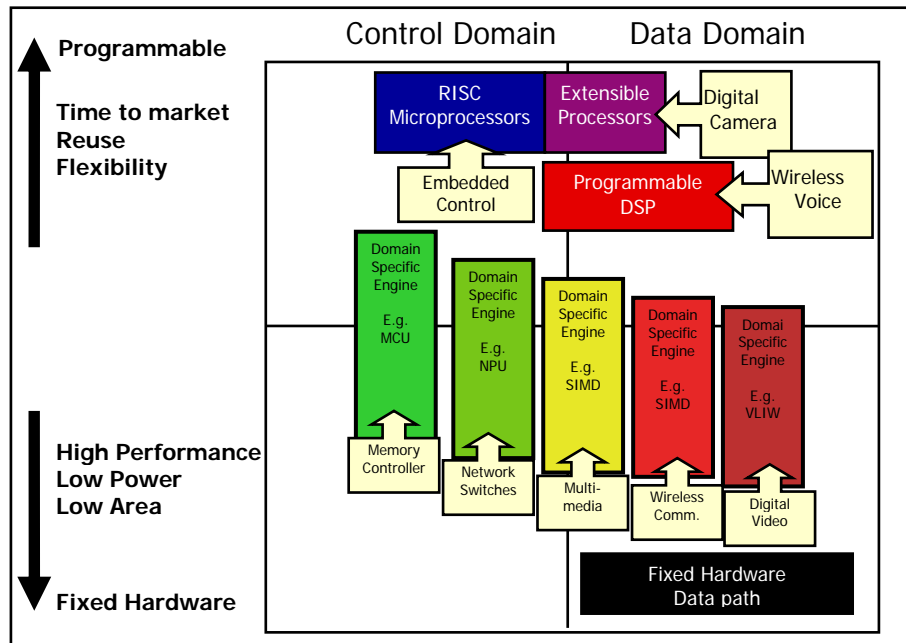 Control Domain
Data Domain
Programmable
Time to market
Reuse
Flexibility
RISC
Microprocessors
Extensible
Processors
Digital
Camera
Embedded
Control
Programmable
DSP
Wireless
Voice
Domain
Specific
Engine
E.g.
MCU
Domain
Specific
Engine
E.g.
NPU
Domain
Specific
Engine
E.g.
SIMD
Domain
Specific
Engine
E.g.
SIMD
Domai
Specific
Engine
E.g.
VLIW
High Performance
Low Power
Low Area
Memory
Controller
Network
Switches
Multi-
media
Wireless
Comm.
Digital
Video
Fixed Hardware
Data path
Fixed Hardware